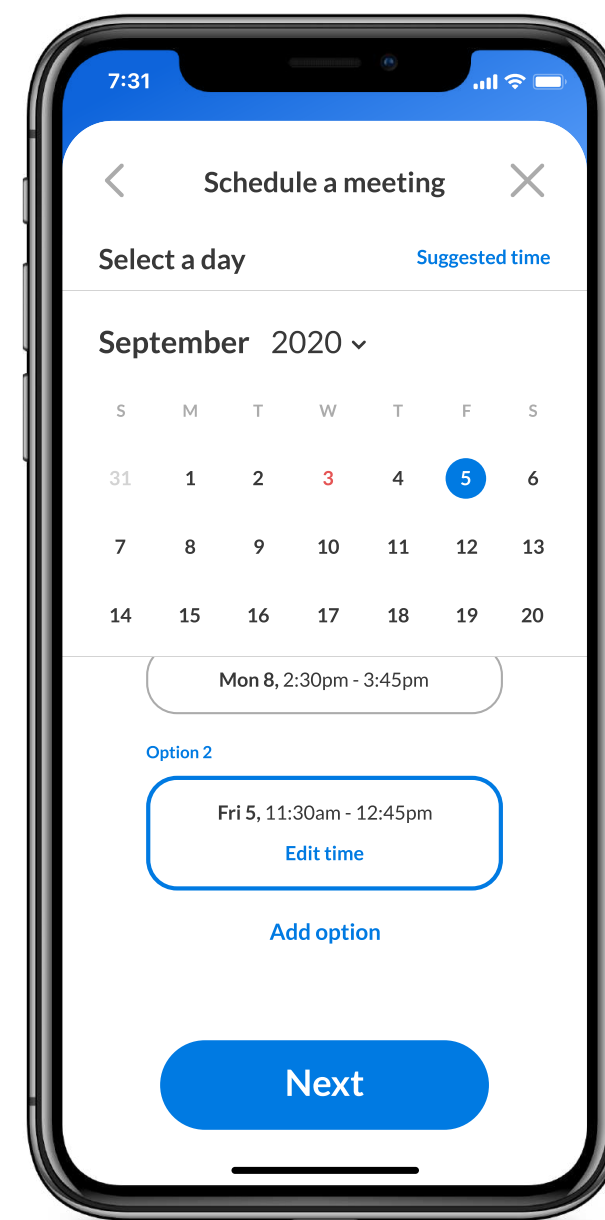 7:31
Schedule a meeting
Select a day Suggested time
September 2020
S M T W T F S
31 1 2 3 4 5 6
7 8 9 10 11 12 13
14 15 16 17 18 19 20
Mon 8, 2:30pm - 3:45pm
Option 2
Fri 5, 11:30am - 12:45pm
Edit time
Add option
Next